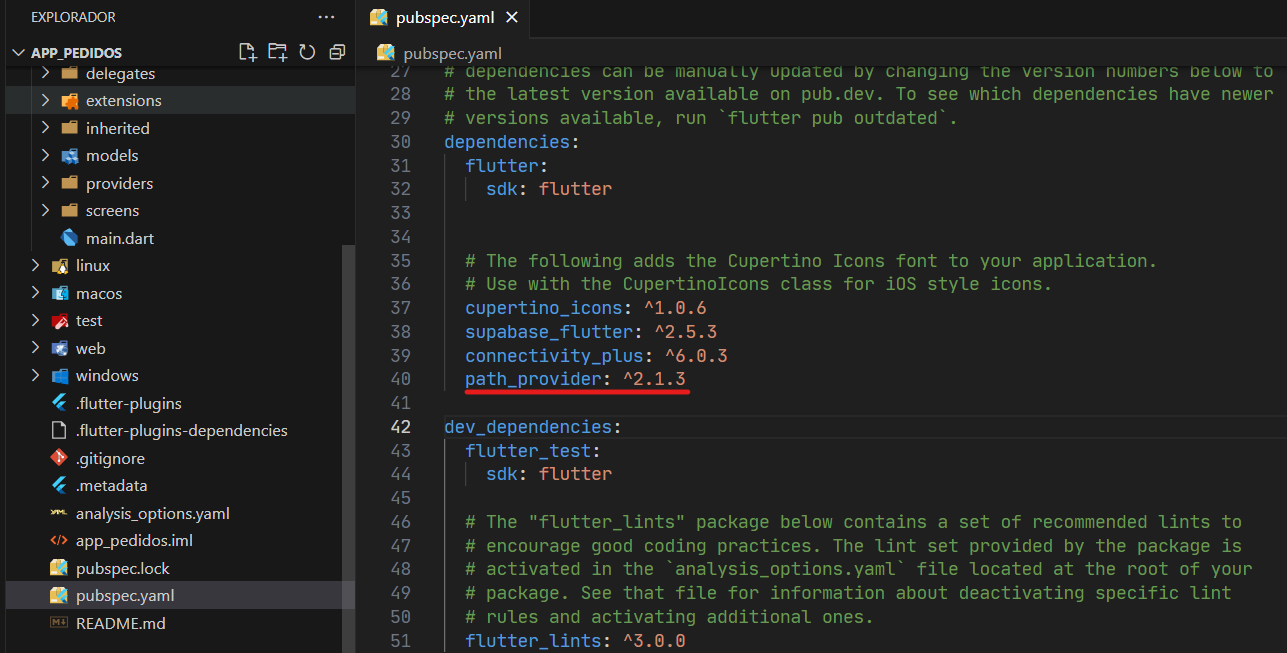 EXPLORADOR
APP_PEDIDOS
delegates
extensions
inherited
models
providers
screens
main.dart
linux
macos
test
web
windows
.flutter-plugins
.flutter-plugins-dependencies
.gitignore
.metadata
analysis_options.yaml
app_pedidos.iml
pubspec.lock
pubspec.yaml
README.md
pubspec.yaml
pubspec.yaml
27 # dependencies can be manually updated by changing the version numbers below to
28 # the latest version available on pub.dev. To see which dependencies have newer
29 # versions available, run `flutter pub outdated`.
30 dependencies:
31   flutter:
32     sdk: flutter
33
34
35   # The following adds the Cupertino Icons font to your application.
36   # Use with the CupertinoIcons class for iOS style icons.
37   cupertino_icons: ^1.0.6
38   supabase_flutter: ^2.5.3
39   connectivity_plus: ^6.0.3
40   path_provider: ^2.1.3
41
42 dev_dependencies:
43   flutter_test:
44     sdk: flutter
45
46   # The "flutter_lints" package below contains a set of recommended lints to
47   # encourage good coding practices. The lint set provided by the package is
48   # activated in the `analysis_options.yaml` file located at the root of your
49   # package. See that file for information about deactivating specific lint
50   # rules and activating additional ones.
51   flutter_lints: ^3.0.0